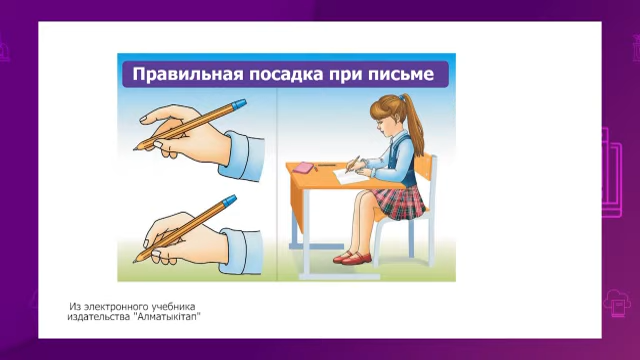 Правильная посадка при письме
Из электронного учебника
издательства "Алматыкітап"